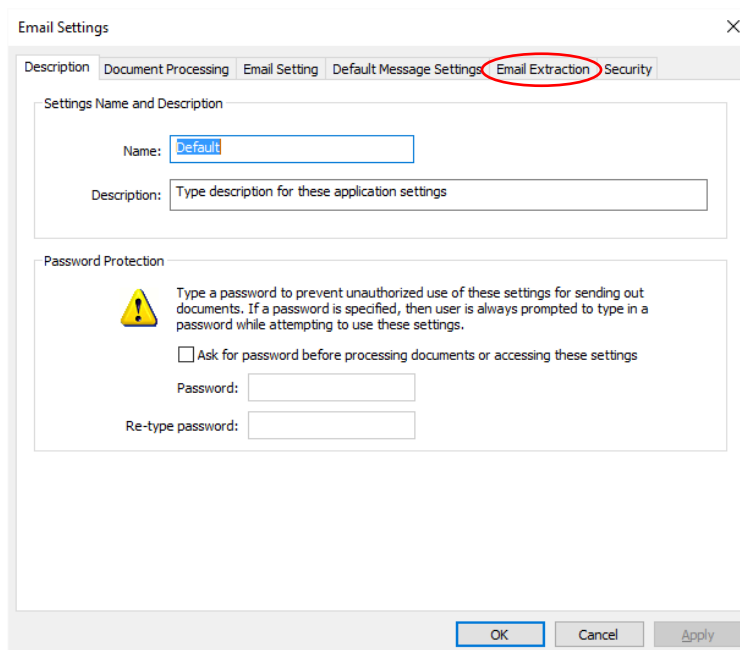 Email Settings
Description Document Processing Email Setting Default Message Settings Email Extraction Security
Settings Name and Description
Name: Default
Description: Type description for these application settings
Password Protection
Type a password to prevent unauthorized use of these settings for sending out
documents. If a password is specified, then user is always prompted to type in a
password while attempting to use these settings.
Ask for password before processing documents or accessing these settings
Password:
Re-type password:
OK Cancel Apply